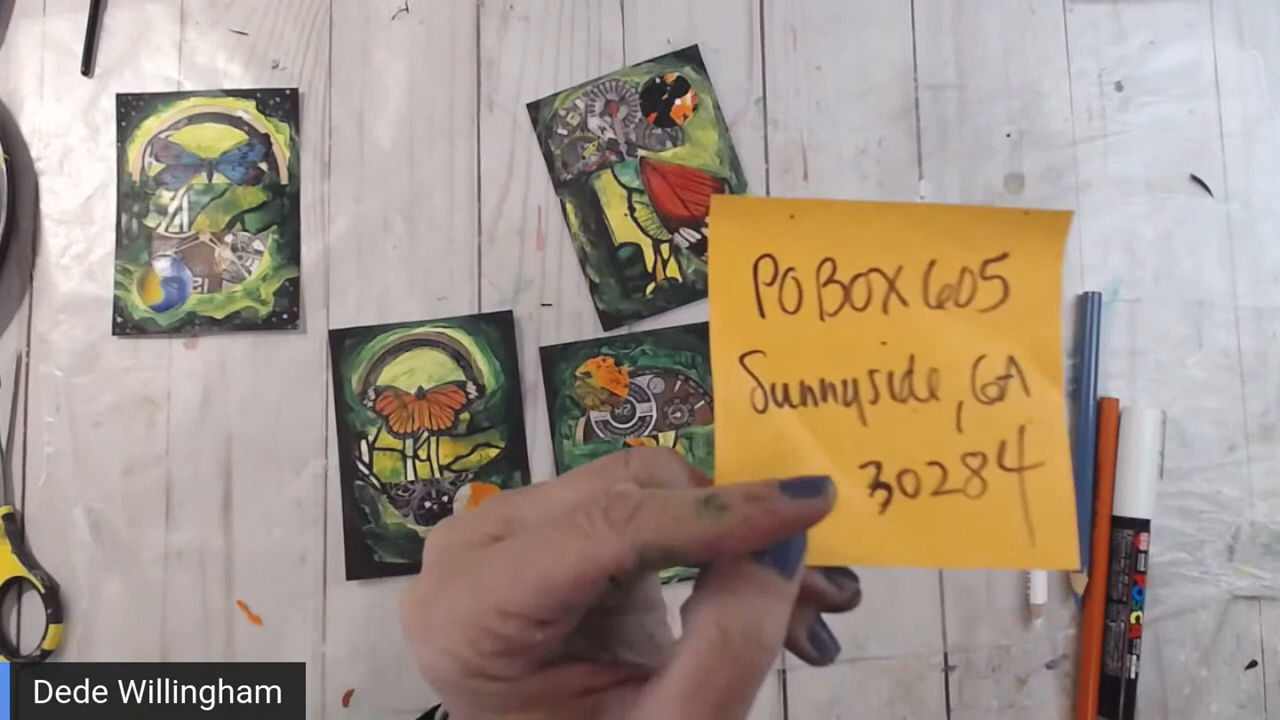 PO BOX 605
Sunnyside, GA
30284
POSCA
Dede Willingham